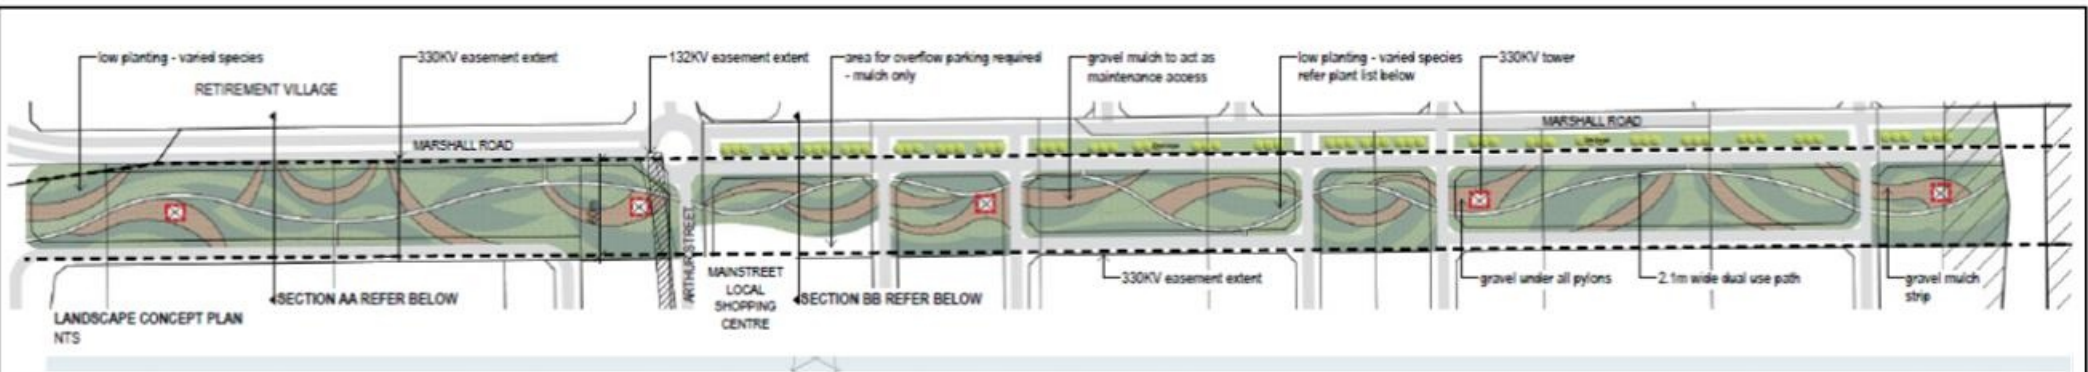 low planting - varied species
330KV easement extent
132KV easement extent
area for overflow parking required
- mulch only
gravel mulch to act as
maintenance access
low planting - varied species
refer plant list below
330KV tower
RETIREMENT VILLAGE
MARSHALL ROAD
MARSHALL ROAD
ARTHUR STREET
MAINSTREET
LOCAL
SHOPPING
CENTRE
330KV easement extent
gravel under all pylons
2.1m wide dual use path
gravel mulch
strip
SECTION AA REFER BELOW
SECTION BB REFER BELOW
LANDSCAPE CONCEPT PLAN
NTS